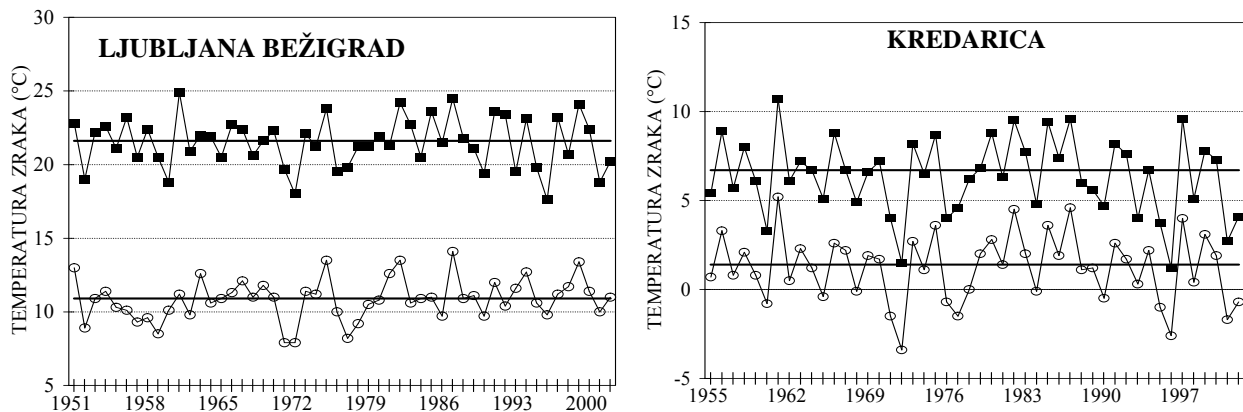 LJUBLJANA BEŽIGRAD
TEMPERATURA ZRAKA (°C)
30
25
20
15
10
5
1951 1958 1965 1972 1979 1986 1993 2000
KREDARICA
TEMPERATURA ZRAKA (°C)
15
10
5
0
-5
1955 1962 1969 1976 1983 1990 1997